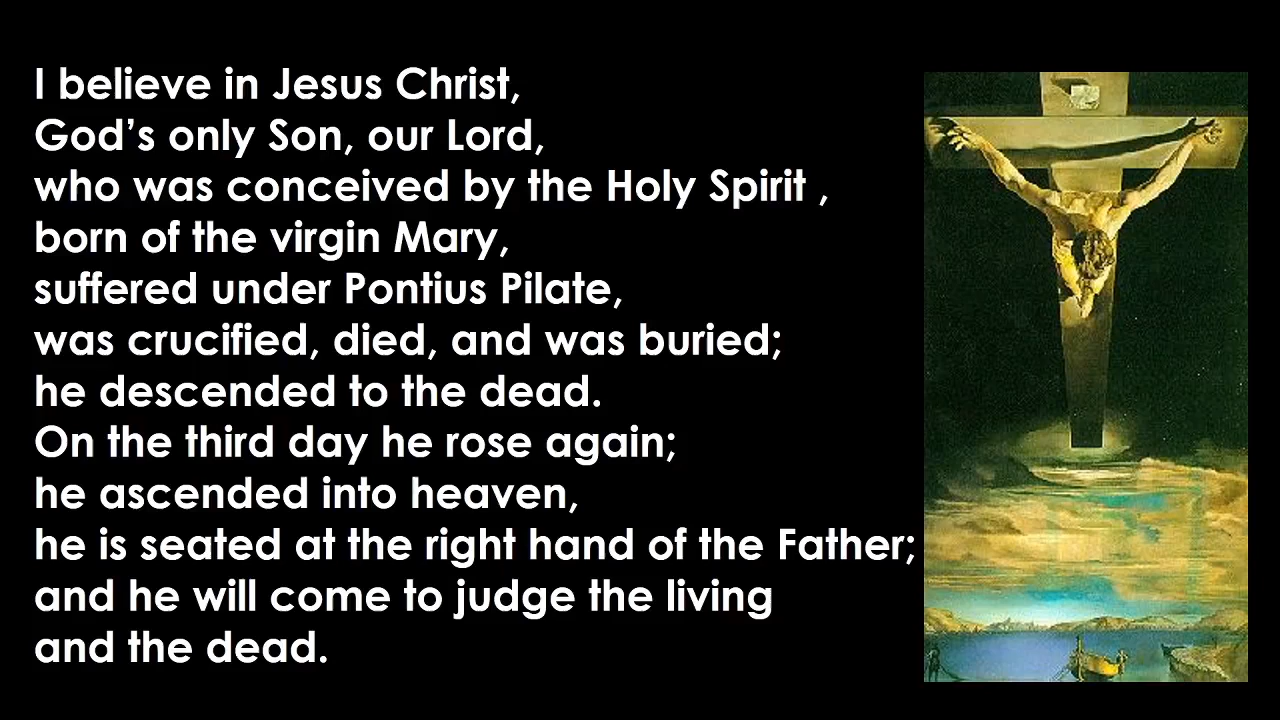 I believe in Jesus Christ,
God’s only Son, our Lord,
who was conceived by the Holy Spirit ,
born of the virgin Mary,
suffered under Pontius Pilate,
was crucified, died, and was buried;
he descended to the dead.
On the third day he rose again;
he ascended into heaven,
he is seated at the right hand of the Father;
and he will come to judge the living
and the dead.